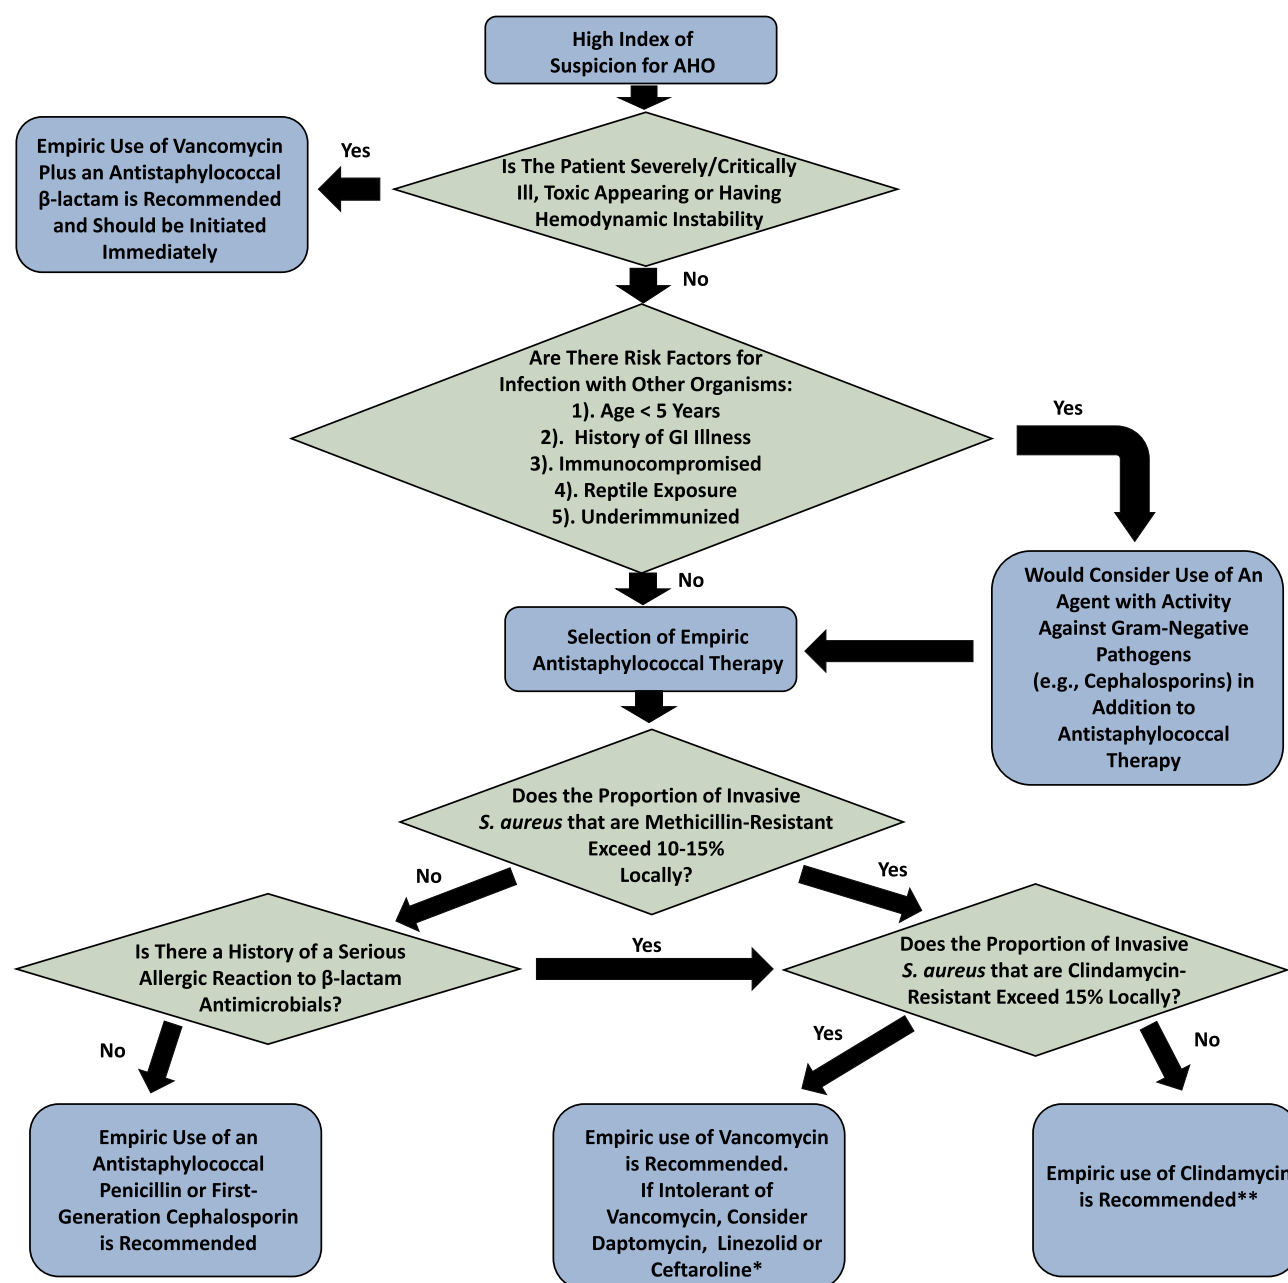 High Index of
Suspicion for AHO
Empiric Use of Vancomycin
Plus an Antistaphylococcal
β-lactam is Recommended
and Should be Initiated
Immediately
Yes
Is The Patient Severely/Critically
Ill, Toxic Appearing or Having
Hemodynamic Instability
No
Are There Risk Factors for
Infection with Other Organisms:
1). Age < 5 Years
2). History of GI Illness
3). Immunocompromised
4). Reptile Exposure
5). Underimmunized
Yes
No
Would Consider Use of An
Agent with Activity
Against Gram-Negative
Pathogens
(e.g., Cephalosporins) in
Addition to
Antistaphylococcal
Therapy
Selection of Empiric
Antistaphylococcal Therapy
Does the Proportion of Invasive
S. aureus that are Methicillin-Resistant
Exceed 10-15%
Locally?
No
Yes
Is There a History of a Serious
Allergic Reaction to β-lactam
Antimicrobials?
Yes
Does the Proportion of Invasive
S. aureus that are Clindamycin-
Resistant Exceed 15% Locally?
No
Yes
No
Empiric Use of an
Antistaphylococcal
Penicillin or First-
Generation Cephalosporin
is Recommended
Empiric use of Vancomycin
is Recommended.
If Intolerant of
Vancomycin, Consider
Daptomycin, Linezolid or
Ceftaroline*
Empiric use of Clindamycin
is Recommended**